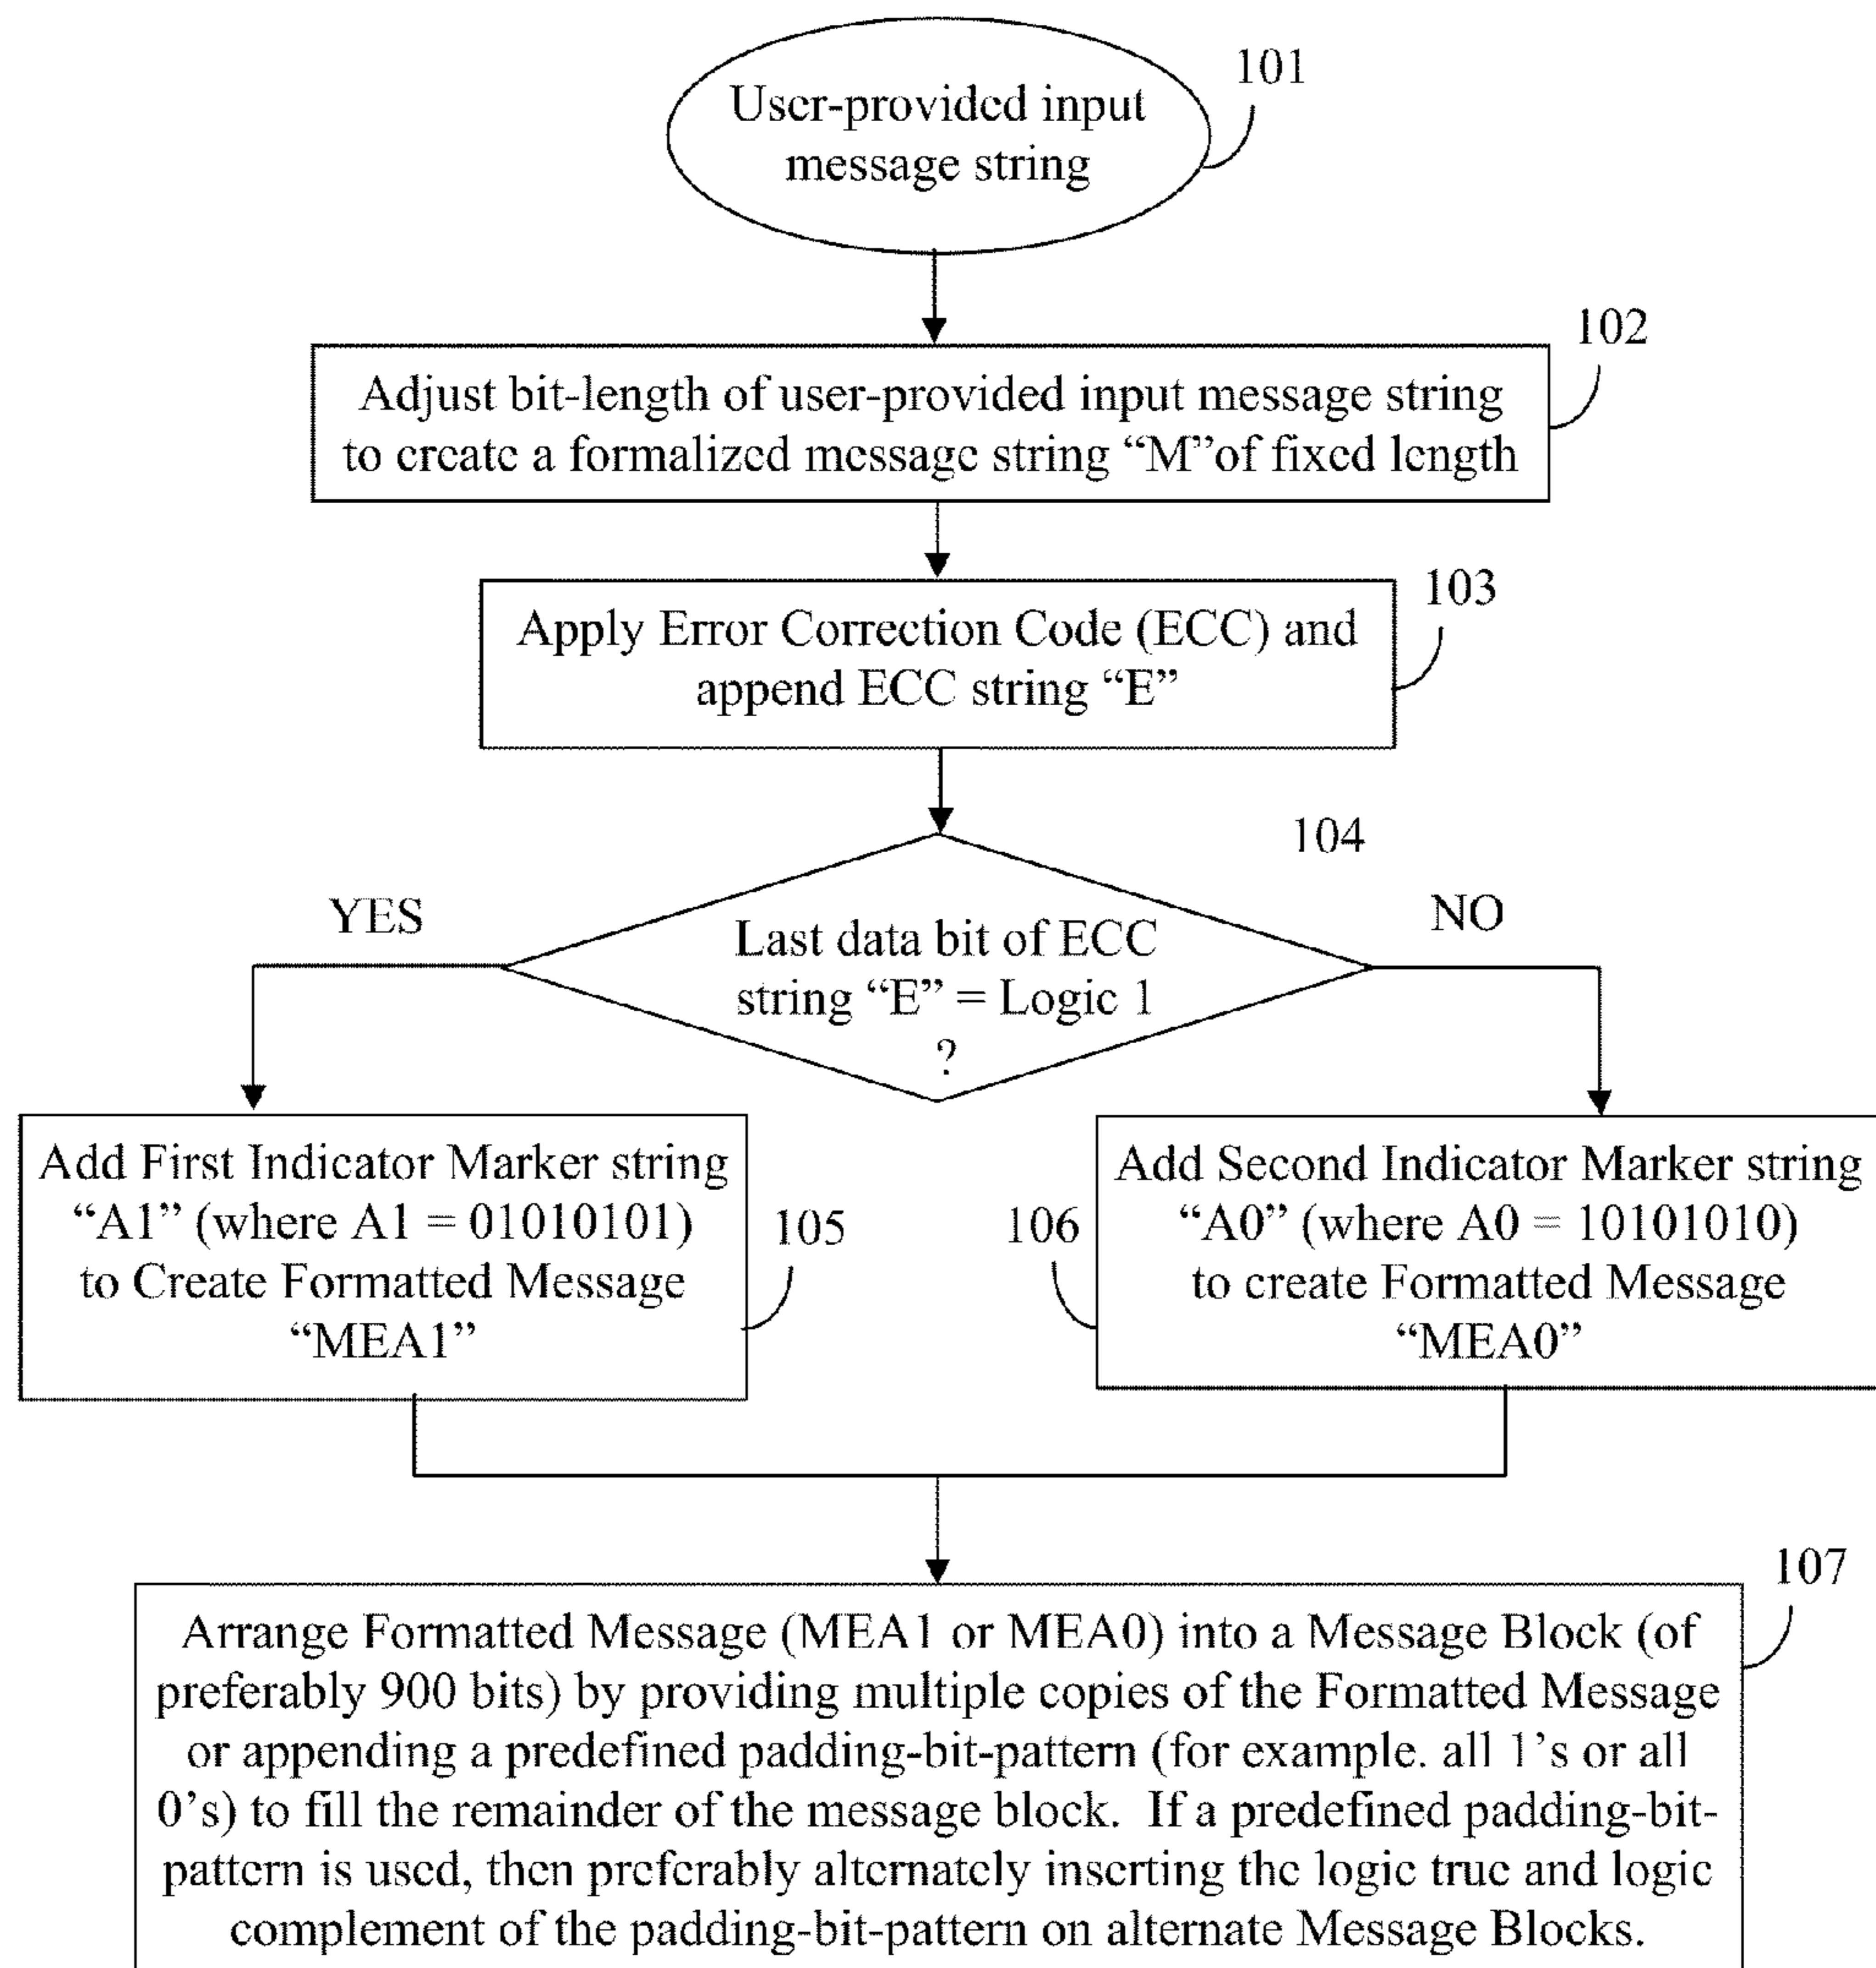 User-provided input
message string
101
Adjust bit-length of user-provided input message string
to create a formalized message string “M”of fixed length
102
Apply Error Correction Code (ECC) and
append ECC string “E”
103
104
YES
NO
Last data bit of ECC
string “E” = Logic 1
?
Add First Indicator Marker string
“A1” (where A1 = 01010101)
to Create Formatted Message
“MEA1”
105
106
Add Second Indicator Marker string
“A0” (where A0 = 10101010)
to create Formatted Message
“MEA0”
107
Arrange Formatted Message (MEA1 or MEA0) into a Message Block (of
preferably 900 bits) by providing multiple copies of the Formatted Message
or appending a predefined padding-bit-pattern (for example. all 1’s or all
0’s) to fill the remainder of the message block. If a predefined padding-bit-
pattern is used, then preferably alternately inserting the logic true and logic
complement of the padding-bit-pattern on alternate Message Blocks.